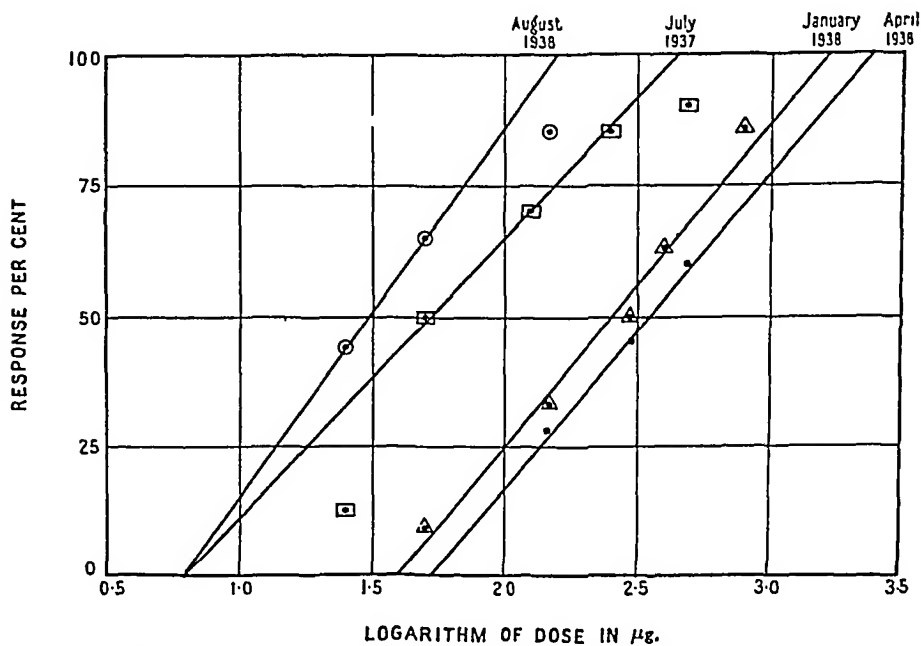 August July January April
1938 1937 1938 1936
100
75
50
25
0
0·5 1·0 1·5 2·0 2·5 3·0 3·5
RESPONSE PER CENT
LOGARITHM OF DOSE IN μg.